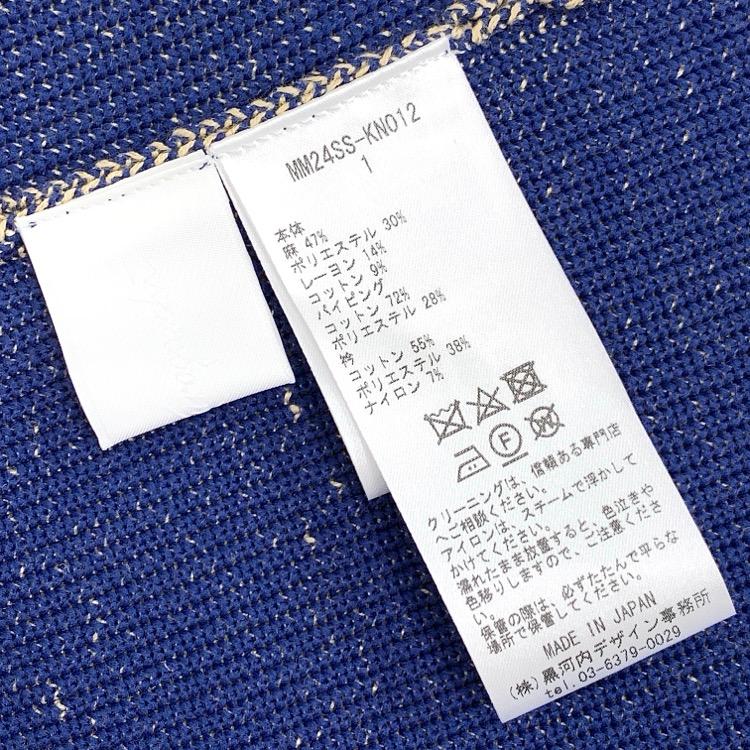 MM24SS-KN012
1
本体
麻 47%
ポリエステル 30%
レーヨン 14%
コットン 9%
パイピング
コットン 72%
ポリエステル 28%
衿
コットン 55%
ポリエステル 38%
ナイロン 7%
F
クリーニングは、信頼ある専門店
へご相談ください。
アイロンは、スチームで浮かして
かけてください。
濡れたまま放置すると、色泣きや
色移りしますので、ご注意くださ
い。
保管の際は、必ずたたんで平らな
場所で保管してください。
MADE IN JAPAN
(株)黒河内デザイン事務所
tel.03-6379-0029